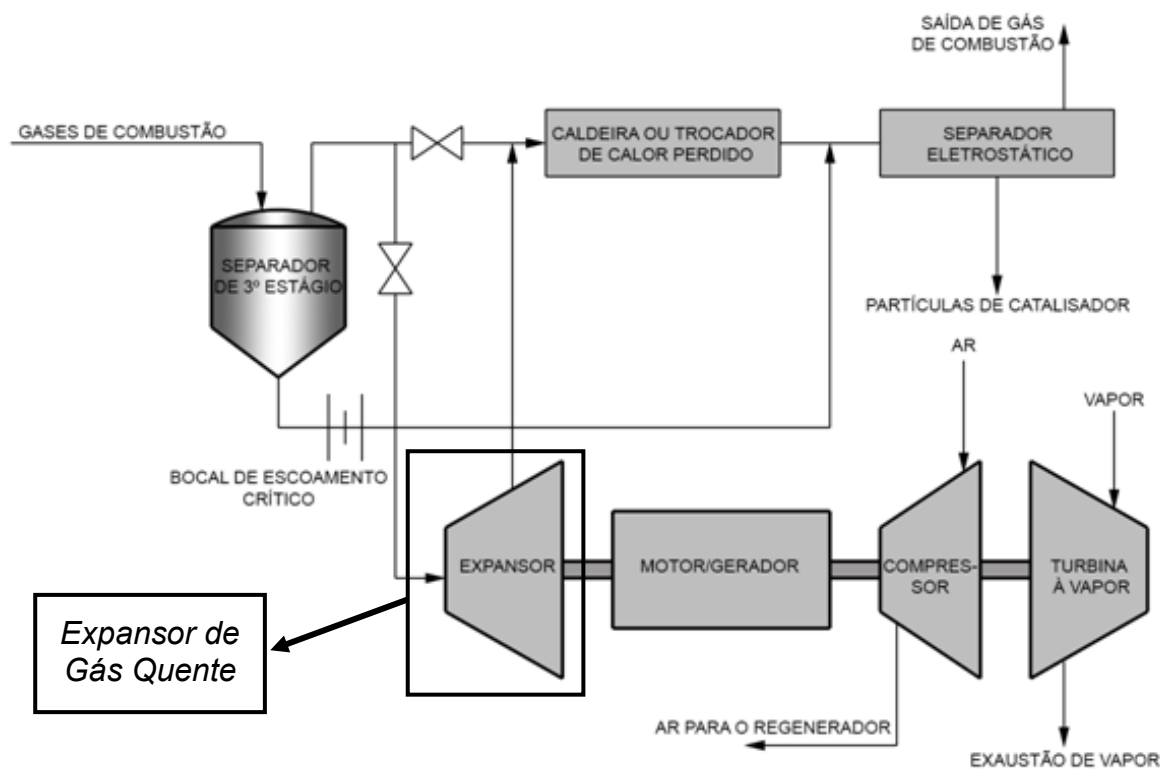 SAÍDA DE GÁS
DE COMBUSTÃO
GASES DE COMBUSTÃO
CALDEIRA OU TROCADOR
DE CALOR PERDIDO
SEPARADOR
ELETROSTÁTICO
SEPARADOR
DE 3º ESTÁGIO
PARTÍCULAS DE CATALISADOR
AR
VAPOR
BOCAL DE ESCOAMENTO
CRÍTICO
EXPANSOR
MOTOR/GERADOR
COMPRES-
SOR
TURBINA
À VAPOR
Expansor de
Gás Quente
AR PARA O REGENERADOR
EXAUSTÃO DE VAPOR